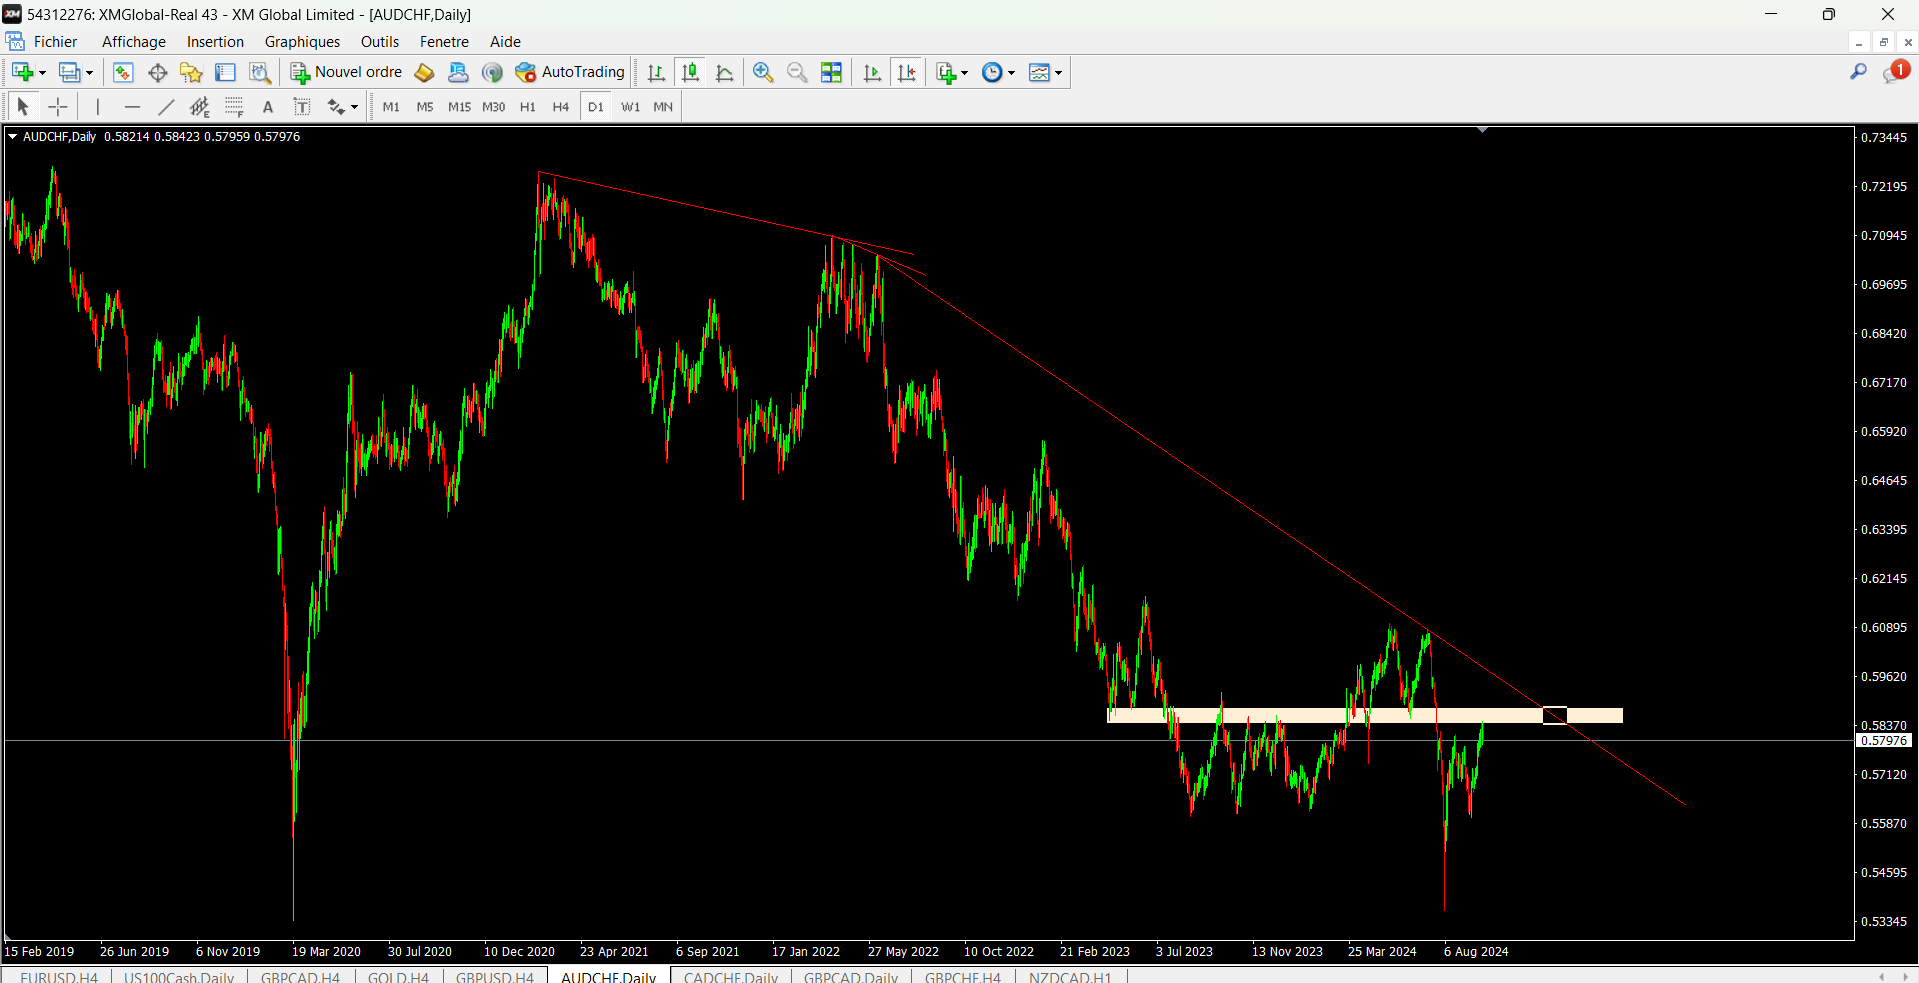 54312276: XMGlobal-Real 43 - XM Global Limited - [AUDCHF,Daily]
Fichier Affichage Insertion Graphiques Outils Fenetre Aide
Nouvel ordre AutoTrading 1
A T M1 M5 M15 M30 H1 H4 D1 W1 MN
AUDCHF,Daily 0.58214 0.58423 0.57959 0.57976
0.73445
0.72195
0.70945
0.69695
0.68420
0.67170
0.65920
0.64645
0.63395
0.62145
0.60895
0.59620
0.58370
0.57976
0.57120
0.55870
0.54595
0.53345
15 Feb 2019 26 Jun 2019 6 Nov 2019 19 Mar 2020 30 Jul 2020 10 Dec 2020 23 Apr 2021 6 Sep 2021 17 Jan 2022 27 May 2022 10 Oct 2022 21 Feb 2023 3 Jul 2023 13 Nov 2023 25 Mar 2024 6 Aug 2024
EURUSD,H4 US100Cash,Daily GBPCAD,H4 GOLD,H4 GBPUSD,H4 AUDCHF,Daily CADCHF,Daily GBPCAD,Daily GBPCHF,H4 NZDCAD,H1